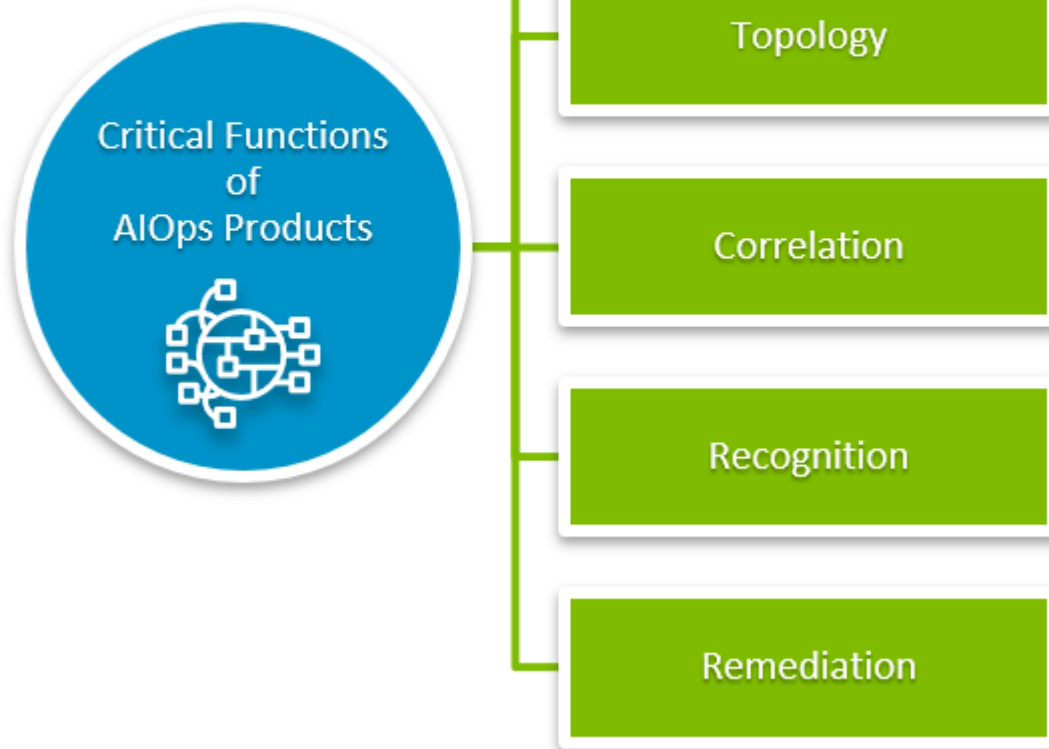 Critical Functions
of
AIOps Products
Topology
Correlation
Recognition
Remediation